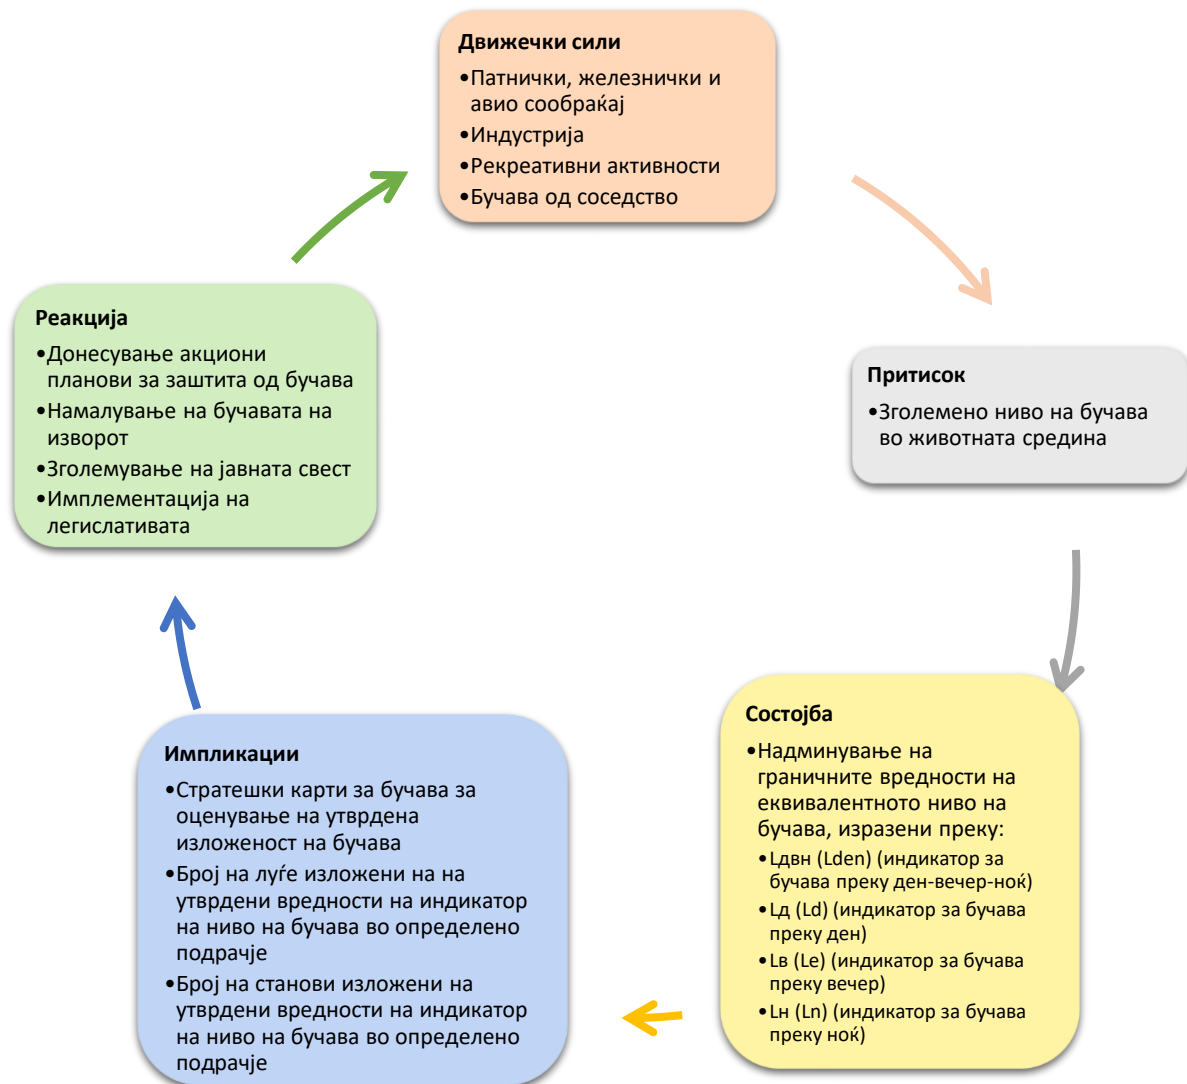 Движечки сили
•Патнички, железнички и
авио сообраќај
•Индустрија
•Рекреативни активности
•Бучава од соседство
Притисок
•Зголемено ниво на бучава
во животната средина
Состојба
•Надминување на
граничните вредности на
еквивалентното ниво на
бучава, изразени преку:
•Lдвн (Lden) (индикатор за
бучава преку ден-вечер-ноќ)
•Lд (Ld) (индикатор за бучава
преку ден)
•Lв (Le) (индикатор за бучава
преку вечер)
•Lн (Ln) (индикатор за бучава
преку ноќ)
Импликации
•Стратешки карти за бучава за
оценување на утврдена
изложеност на бучава
•Број на луѓе изложени на на
утврдени вредности на индикатор
на ниво на бучава во определено
подрачје
•Број на станови изложени на
утврдени вредности на индикатор
на ниво на бучава во определено
подрачје
Реакција
•Донесување акциони
планови за заштита од бучава
•Намалување на бучавата на
изворот
•Зголемување на јавната свест
•Имплементација на
легислативата